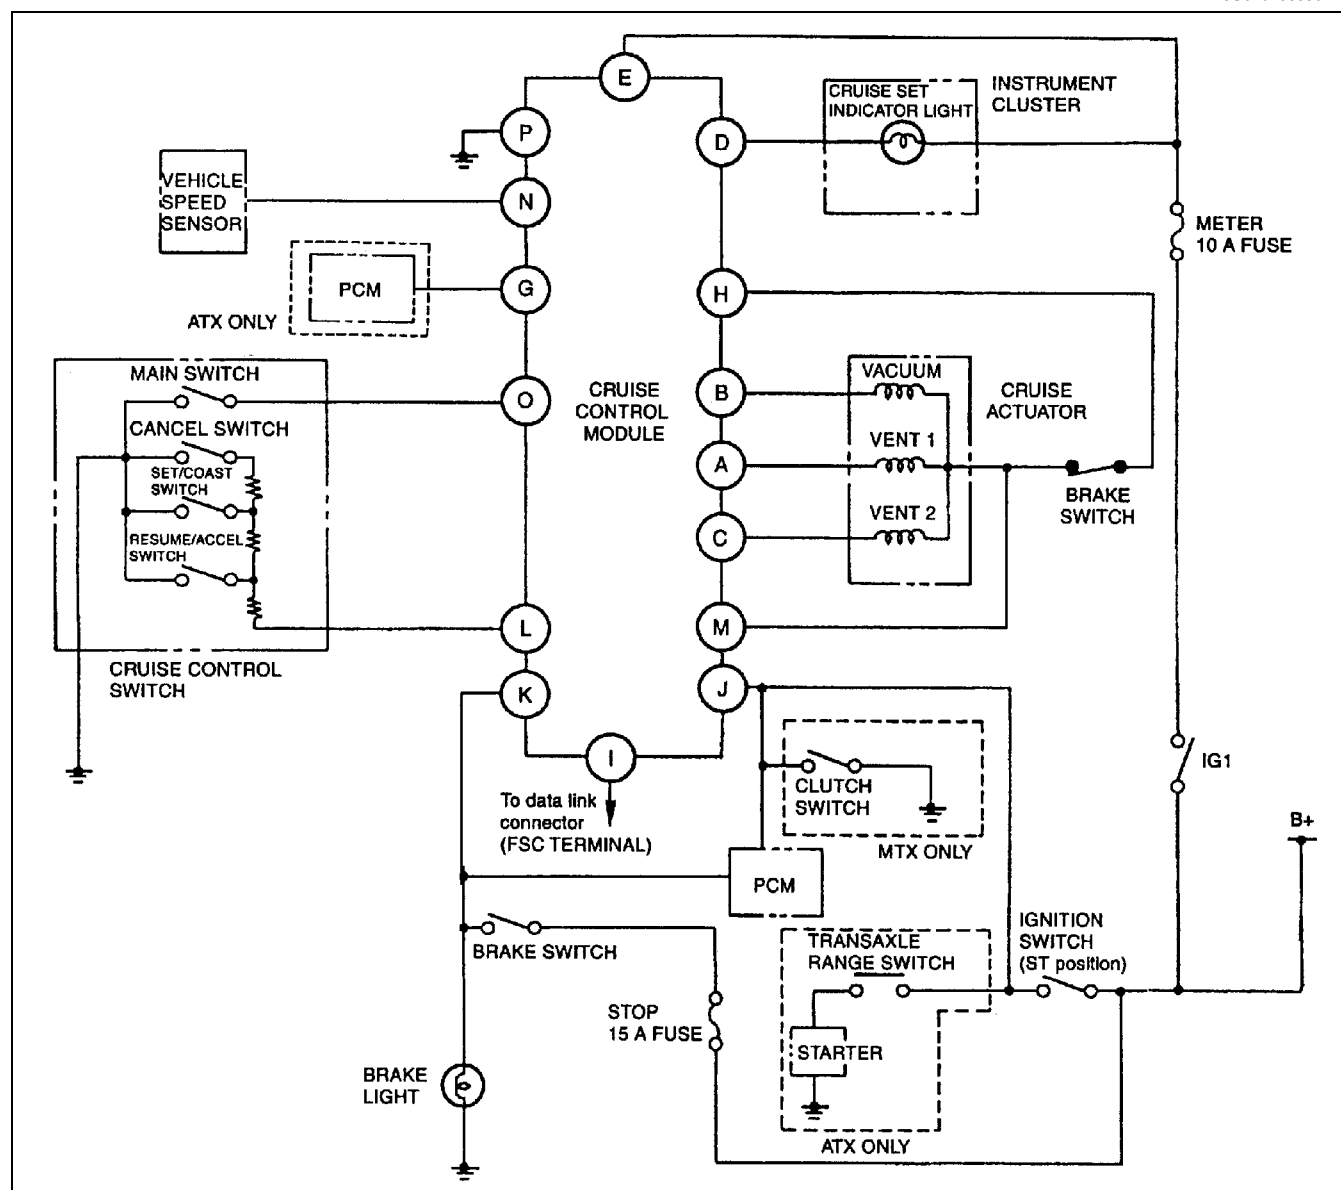 E
P
D
CRUISE SET
INDICATOR LIGHT
INSTRUMENT
CLUSTER
VEHICLE
SPEED
SENSOR
N
METER
10 A FUSE
PCM
G
H
ATX ONLY
MAIN SWITCH
O
CRUISE
CONTROL
MODULE
B
VACUUM
CRUISE
ACTUATOR
CANCEL SWITCH
SET/COAST
SWITCH
A
VENT 1
BRAKE
SWITCH
RESUME/ACCEL
SWITCH
C
VENT 2
L
M
CRUISE CONTROL
SWITCH
K
J
I
To data link
connector
(FSC TERMINAL)
CLUTCH
SWITCH
MTX ONLY
IG1
B+
PCM
BRAKE SWITCH
TRANSAXLE
RANGE SWITCH
IGNITION
SWITCH
(ST position)
STOP
15 A FUSE
STARTER
BRAKE
LIGHT
ATX ONLY